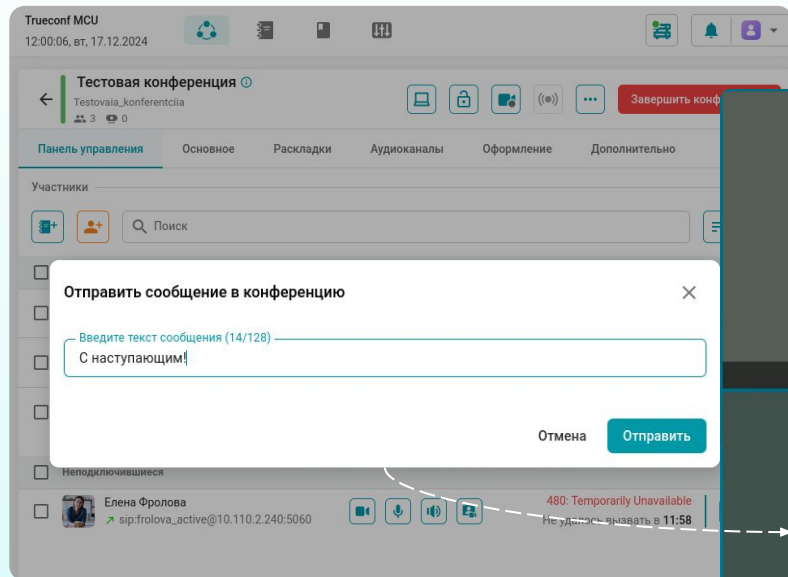 Trueconf MCU
12:00:06, вт, 17.12.2024
Тестовая конференция
Testovaia_konferentciia
3 0
Завершить конф
Панель управления Основное Раскладки Аудиоканалы Оформление Дополнительно
Участники
Поиск
Отправить сообщение в конференцию
Введите текст сообщения (14/128)
С наступающим!
Отмена Отправить
Неподключившиеся
Елена Фролова
sip:frolova_active@10.110.2.240:5060
480: Temporarily Unavailable
Не удалось вызвать в 11:58